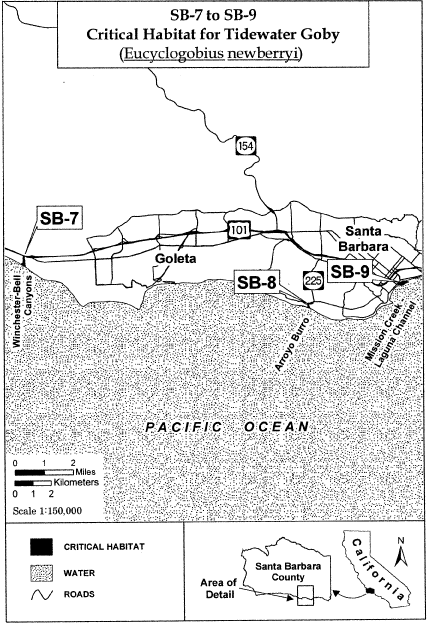 SB-7 to SB-9
Critical Habitat for Tidewater Goby
(Eucyclogobius newberryi)
154
SB-7
101
Santa
Barbara
Goleta
SB-9
SB-8
225
Winchester-Bell
Canyons
Arroyo Burro
Mission Creek
Laguna Channel
PACIFIC OCEAN
0 1 2
Miles
Kilometers
0 1 2
Scale 1:150,000
CRITICAL HABITAT
WATER
ROADS
Santa Barbara
County
Area of
Detail
California
N